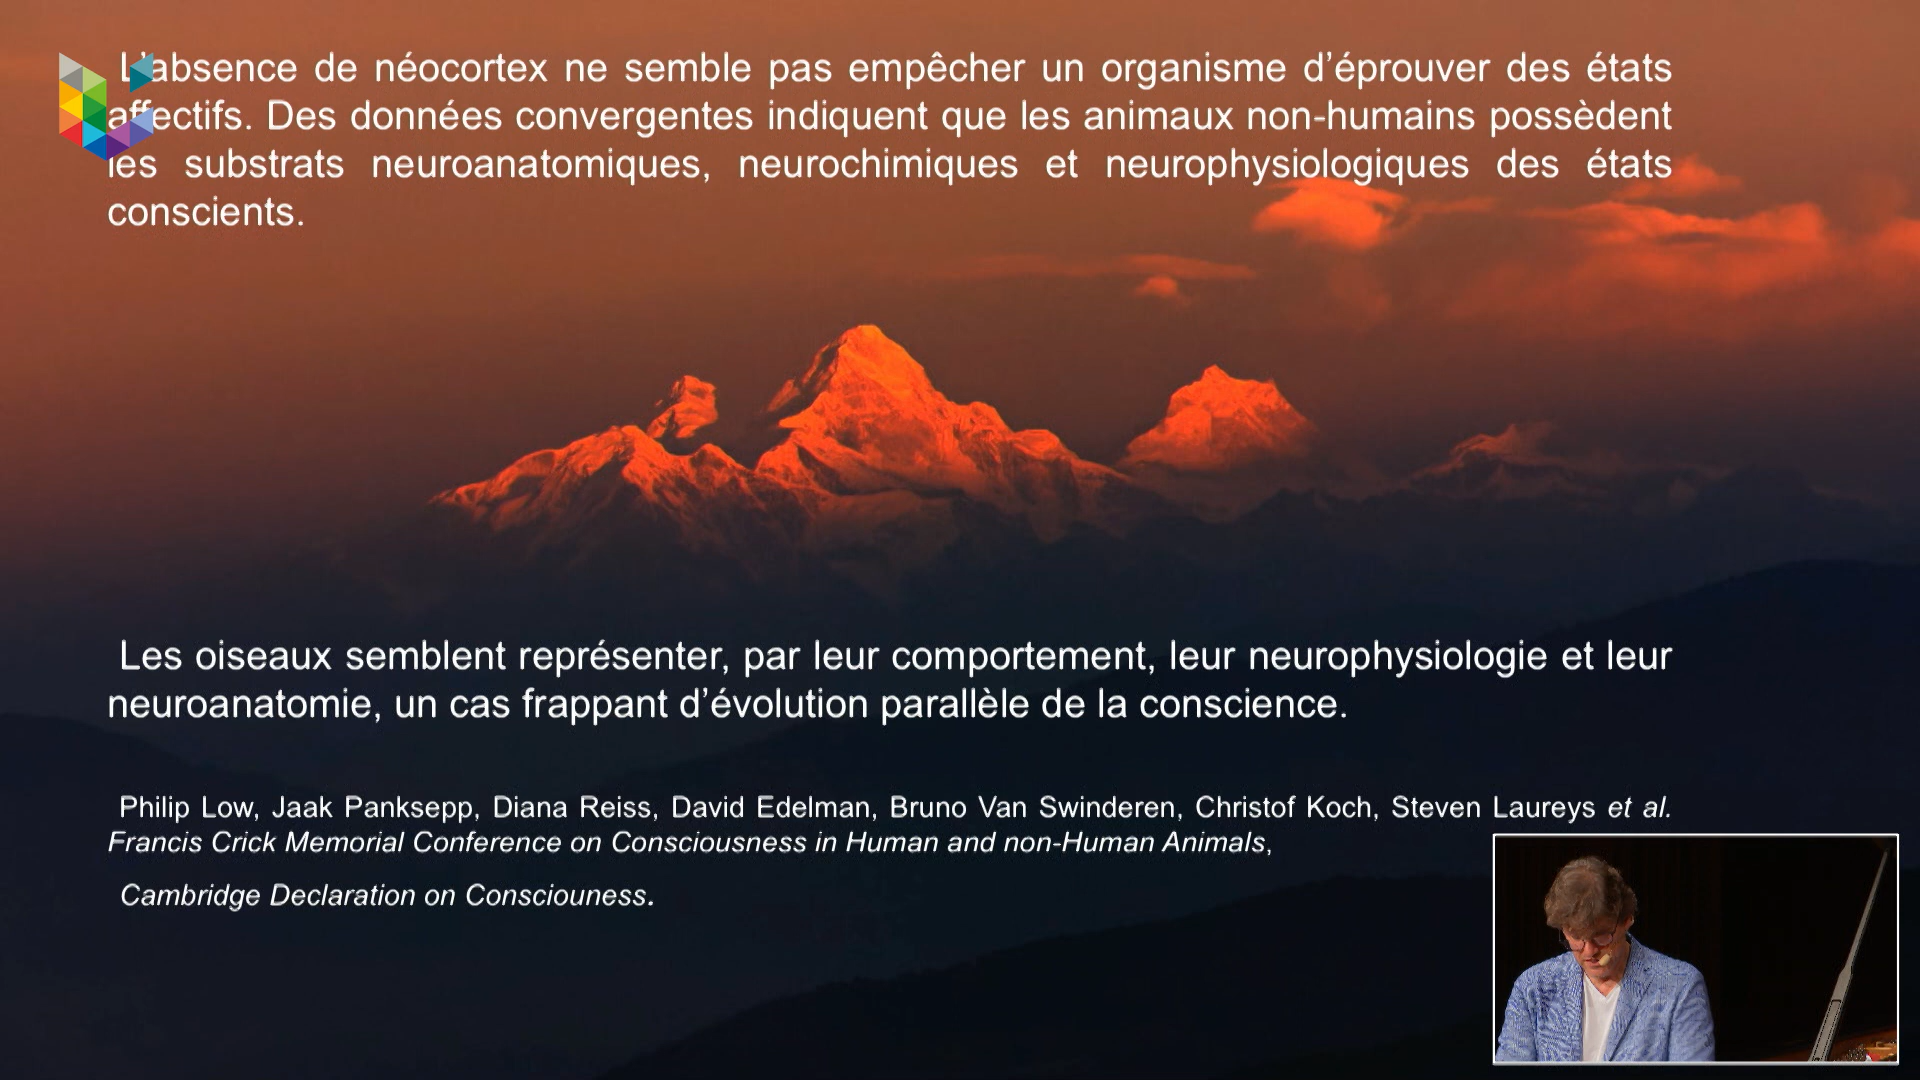 L’absence de néocortex ne semble pas empêcher un organisme d’éprouver des états
affectifs. Des données convergentes indiquent que les animaux non-humains possèdent
les substrats neuroanatomiques, neurochimiques et neurophysiologiques des états
conscients.
Les oiseaux semblent représenter, par leur comportement, leur neurophysiologie et leur
neuroanatomie, un cas frappant d’évolution parallèle de la conscience.
Philip Low, Jaak Panksepp, Diana Reiss, David Edelman, Bruno Van Swinderen, Christof Koch, Steven Laureys et al.
Francis Crick Memorial Conference on Consciousness in Human and non-Human Animals,
Cambridge Declaration on Consciouness.